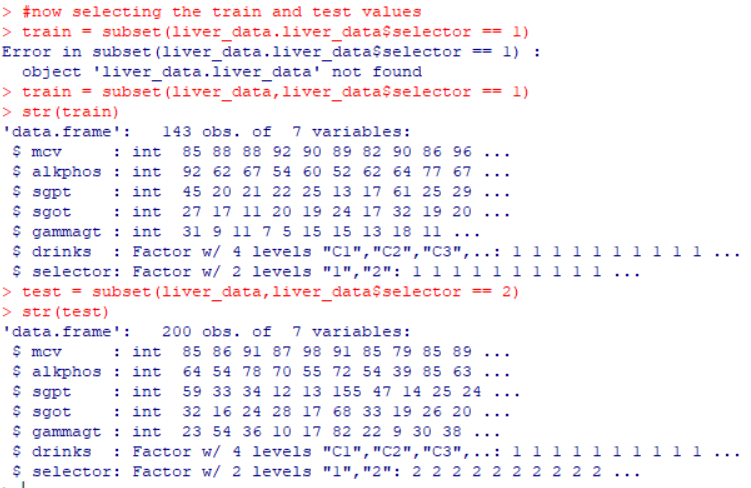 > #now selecting the train and test values
> train = subset(liver_data.liver_data$selector == 1)
Error in subset(liver_data.liver_data$selector == 1) :
  object 'liver_data.liver_data' not found
> train = subset(liver_data,liver_data$selector == 1)
> str(train)
'data.frame':   143 obs. of  7 variables:
 $ mcv     : int  85 88 88 92 90 89 82 90 86 96 ...
 $ alkphos : int  92 62 67 54 60 52 62 64 77 67 ...
 $ sgpt    : int  45 20 21 22 25 13 17 61 25 29 ...
 $ sgot    : int  27 17 11 20 19 24 17 32 19 20 ...
 $ gammagt : int  31 9 11 7 5 15 15 13 18 11 ...
 $ drinks  : Factor w/ 4 levels "C1","C2","C3",..: 1 1 1 1 1 1 1 1 1 1 ...
 $ selector: Factor w/ 2 levels "1","2": 1 1 1 1 1 1 1 1 1 1 ...
> test = subset(liver_data,liver_data$selector == 2)
> str(test)
'data.frame':   200 obs. of  7 variables:
 $ mcv     : int  85 86 91 87 98 91 85 79 85 89 ...
 $ alkphos : int  64 54 78 70 55 72 54 39 85 63 ...
 $ sgpt    : int  59 33 34 12 13 155 47 14 25 24 ...
 $ sgot    : int  32 16 24 28 17 68 33 19 26 20 ...
 $ gammagt : int  23 54 36 10 17 82 22 9 30 38 ...
 $ drinks  : Factor w/ 4 levels "C1","C2","C3",..: 1 1 1 1 1 1 1 1 1 1 ...
 $ selector: Factor w/ 2 levels "1","2": 2 2 2 2 2 2 2 2 2 2 ...